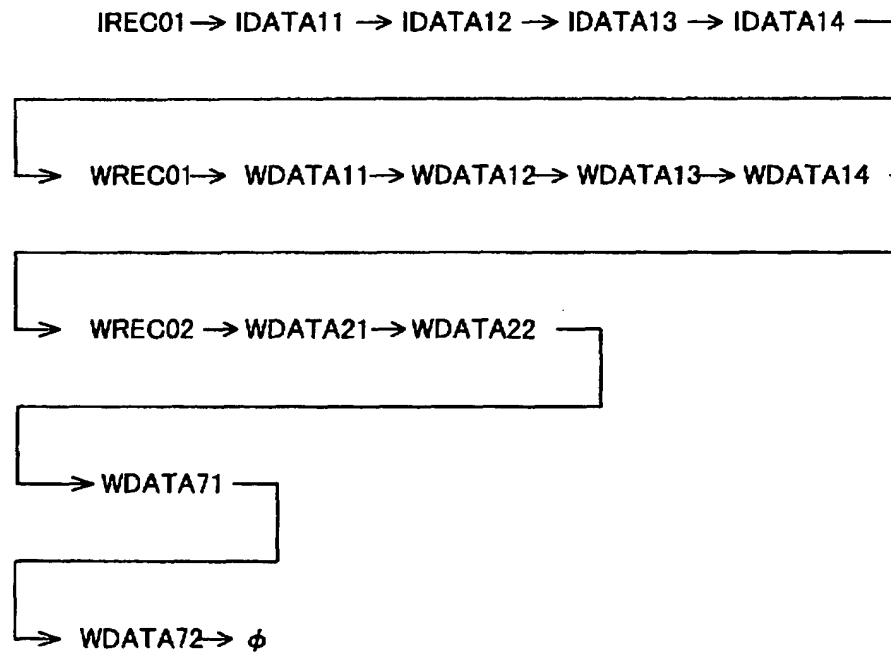 IREC01 → IDATA11 → IDATA12 → IDATA13 → IDATA14
→ WREC01 → WDATA11 → WDATA12 → WDATA13 → WDATA14
→ WREC02 → WDATA21 → WDATA22
→ WDATA71
→ WDATA72 → ϕ